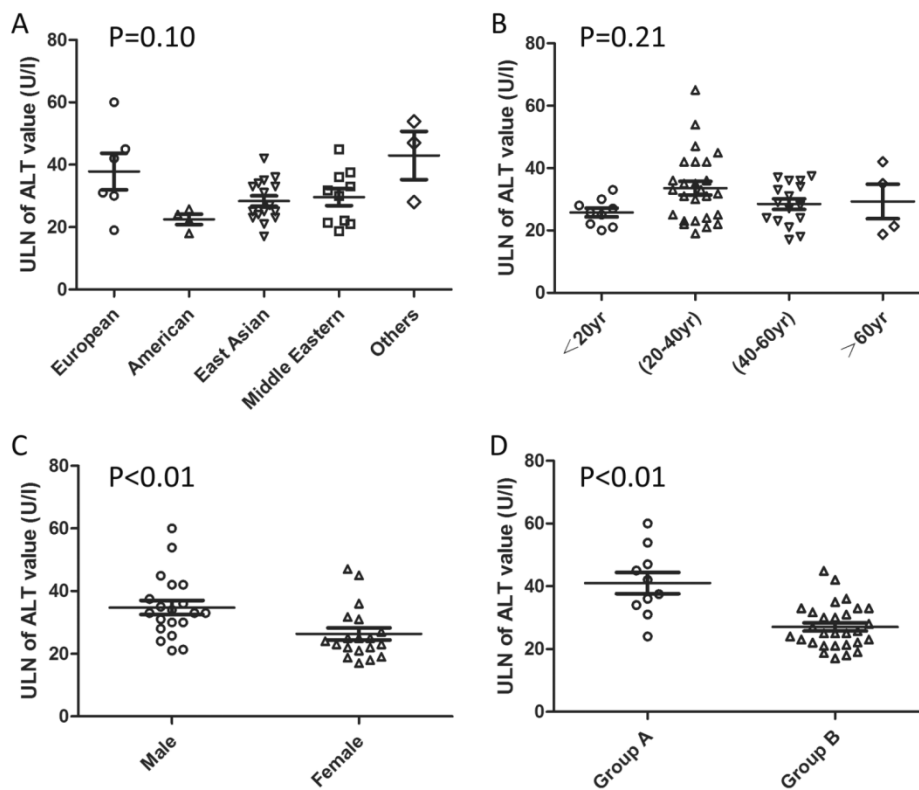 A
P=0.10
ULN of ALT value (U/I)
80
60
40
20
0
European
American
East Asian
Middle Eastern
Others
B
P=0.21
ULN of ALT value (U/I)
80
60
40
20
0
<20yr
(20-40yr)
(40-60yr)
>60yr
C
P<0.01
ULN of ALT value (U/I)
80
60
40
20
0
Male
Female
D
P<0.01
ULN of ALT value (U/I)
80
60
40
20
0
Group A
Group B